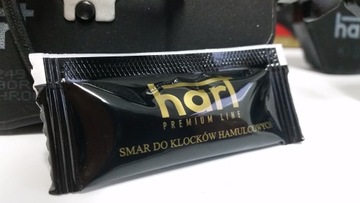 hart
PREMIUM LINE
SMAR DO KLOCKÓW HAMULCOWYCH